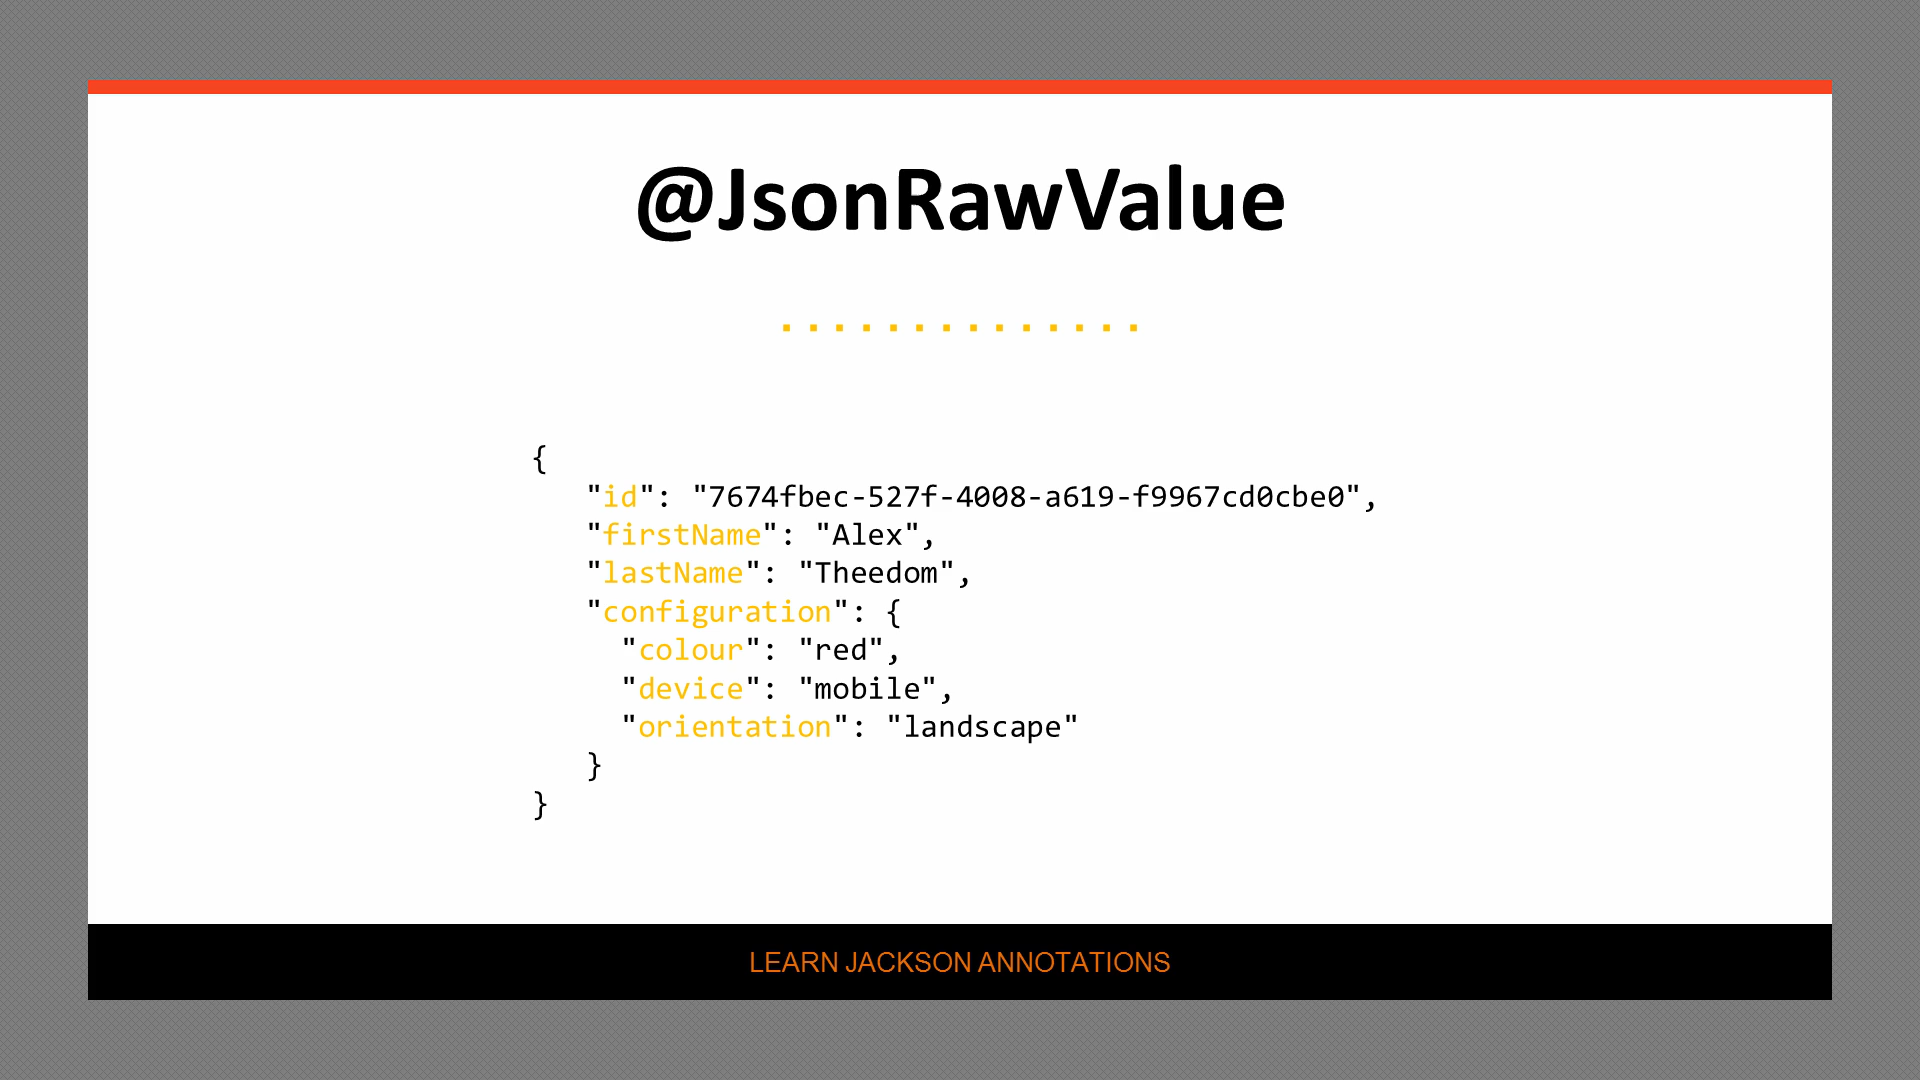 @JsonRawValue
{
"id": "7674fbec-527f-4008-a619-f9967cd0cbe0",
"firstName": "Alex",
"lastName": "Theedom",
"configuration": {
"colour": "red",
"device": "mobile",
"orientation": "landscape"
}
}
LEARN JACKSON ANNOTATIONS